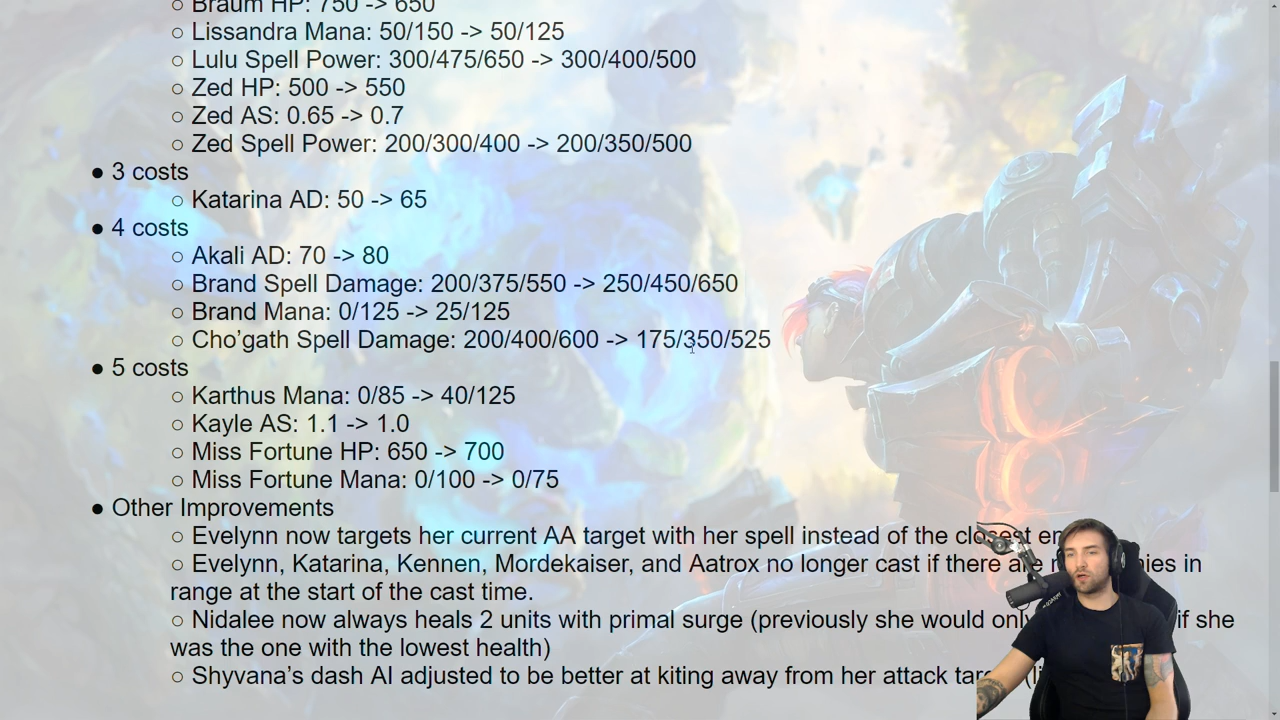 ○ Braum HP: 750 -> 650
○ Lissandra Mana: 50/150 -> 50/125
○ Lulu Spell Power: 300/475/650 -> 300/400/500
○ Zed HP: 500 -> 550
○ Zed AS: 0.65 -> 0.7
○ Zed Spell Power: 200/300/400 -> 200/350/500
● 3 costs
○ Katarina AD: 50 -> 65
● 4 costs
○ Akali AD: 70 -> 80
○ Brand Spell Damage: 200/375/550 -> 250/450/650
○ Brand Mana: 0/125 -> 25/125
○ Cho’gath Spell Damage: 200/400/600 -> 175/350/525
● 5 costs
○ Karthus Mana: 0/85 -> 40/125
○ Kayle AS: 1.1 -> 1.0
○ Miss Fortune HP: 650 -> 700
○ Miss Fortune Mana: 0/100 -> 0/75
● Other Improvements
○ Evelynn now targets her current AA target with her spell instead of the closest
○ Evelynn, Katarina, Kennen, Mordekaiser, and Aatrox no longer cast if there are in
range at the start of the cast time.
○ Nidalee now always heals 2 units with primal surge (previously she would only if she
was the one with the lowest health)
○ Shyvana’s dash AI adjusted to be better at kiting away from her attack